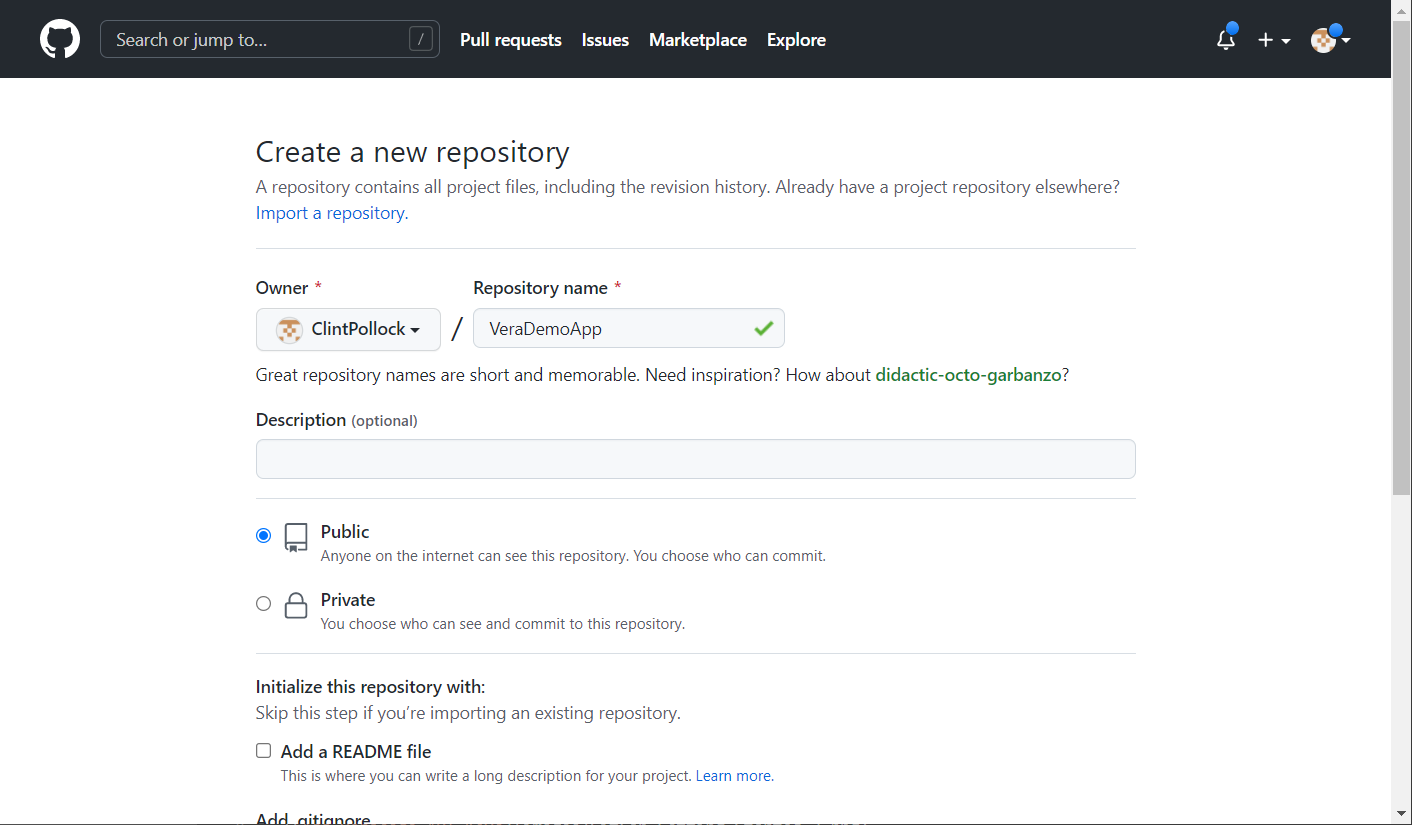 Search or jump to... /
Pull requests Issues Marketplace Explore
Create a new repository
A repository contains all project files, including the revision history. Already have a project repository elsewhere?
Import a repository.
Owner * Repository name *
ClintPollock / VeraDemoApp
Great repository names are short and memorable. Need inspiration? How about didactic-octo-garbanzo?
Description (optional)
Public
Anyone on the internet can see this repository. You choose who can commit.
Private
You choose who can see and commit to this repository.
Initialize this repository with:
Skip this step if you’re importing an existing repository.
Add a README file
This is where you can write a long description for your project. Learn more.
Add .gitignore